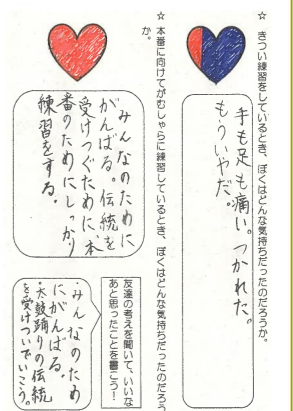 ☆ きつい練習をしているとき、ぼくはどんな気持ちだったのだろうか。
手も足も痛い。つかれた。
もういやだ。
☆ 本番に向けてがむしゃらに練習しているとき、ぼくはどんな気持ちだったのだろう
か。
みんなのために
がんばる。伝統を
受けつぐために、本
番のためにしっかり
練習をする。
友達の考えを聞いて、いいな
あと思ったことを書こう!
・みんなのため
にがんばる。
・太鼓踊りの伝統
を受けついでいこう。